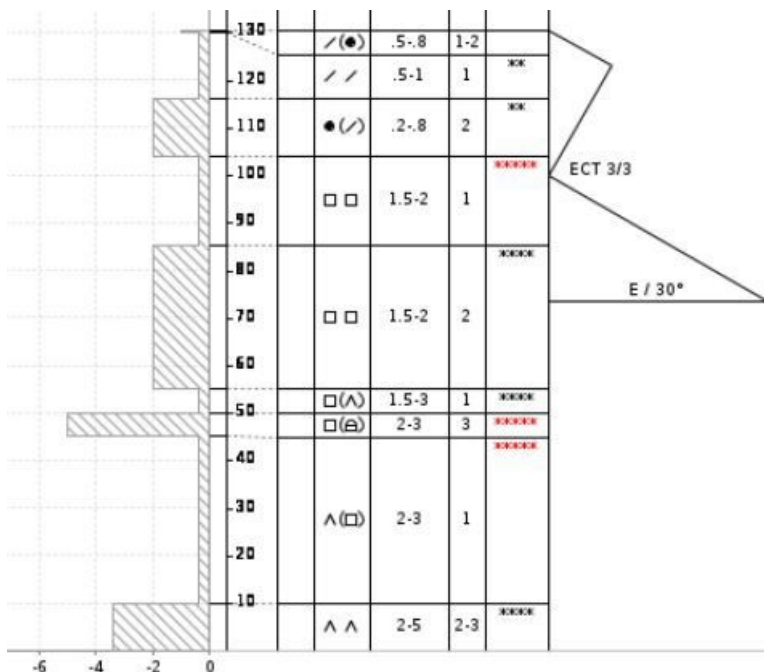 130
/ (●) .5-.8 1-2
/ / .5-1 1 **
120
110
● (/) .2-.8 2 **
100
*****
ECT 3/3
□ □ 1.5-2 1
90
80
****
E / 30°
70
□ □ 1.5-2 2
60
□(∧) 1.5-3 1 ****
50
□( ) 2-3 3 *****
40
*****
30
∧(□) 2-3 1
20
10
****
∧ ∧ 2-5 2-3
-6 -4 -2 0